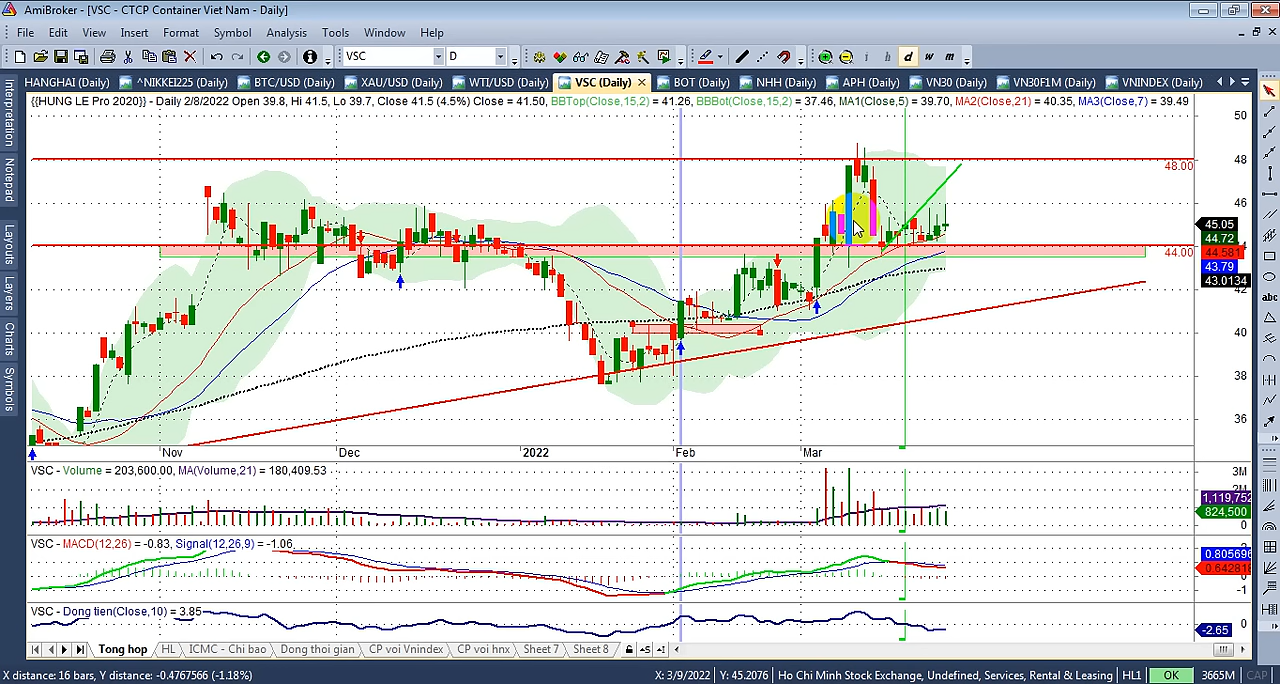 AmiBroker - [VSC - CTCP Container Viet Nam - Daily]
File Edit View Insert Format Symbol Analysis Tools Window Help
VSC D i h d w m
HANGHAI (Daily) ^NIKKEI225 (Daily) BTC/USD (Daily) XAU/USD (Daily) WTI/USD (Daily) VSC (Daily) BOT (Daily) NHH (Daily) APH (Daily) VN30 (Daily) VN30F1M (Daily) VNINDEX (Daily)
{{HUNG LE Pro 2020}} - Daily 2/8/2022 Open 39.8, Hi 41.5, Lo 39.7, Close 41.5 (4.5%) Close = 41.50, BBTop(Close,15,2) = 41.26, BBBot(Close,15,2) = 37.46, MA1(Close,5) = 39.70, MA2(Close,21) = 40.35, MA3(Close,7) = 39.49
Interpretation
Notepad
Layouts
Layers
Charts
Symbols
abc
50
48
48.00
46
45.05
44.72
44.00
44.581
43.79
43.0134
42
40
38
36
Nov Dec 2022 Feb Mar
VSC - Volume = 203,600.00, MA(Volume,21) = 180,409.53
3M
1,119,752
824,500
0
VSC - MACD(12,26) = -0.83, Signal(12,26,9) = -1.06
0.805696
0.642818
-1
VSC - Dong tien(Close,10) = 3.85
0
-2.65
Tong hop HL ICMC - Chi bao Dong thoi gian CP voi Vnindex CP voi hnx Sheet 7 Sheet 8
X distance: 16 bars, Y distance: -0.4767566 (-1.18%) X: 3/9/2022 Y: 45.2076 Ho Chi Minh Stock Exchange, Undefined, Services, Rental & Leasing HL1 OK 3665M CAP